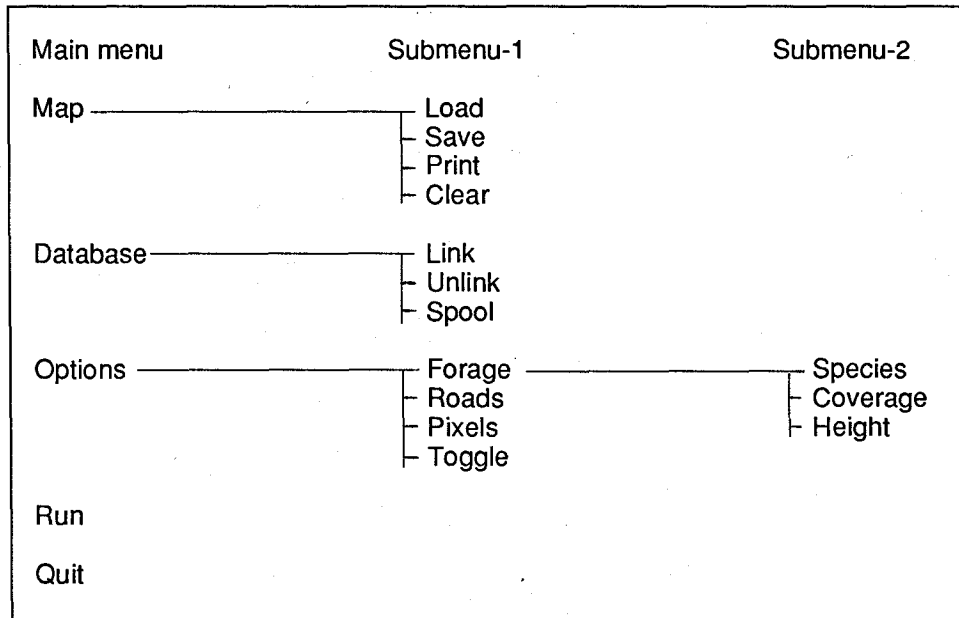 Main menu Submenu-1 Submenu-2
Map Load
Save
Print
Clear
Database Link
Unlink
Spool
Options Forage Species
Roads Coverage
Pixels Height
Toggle
Run
Quit